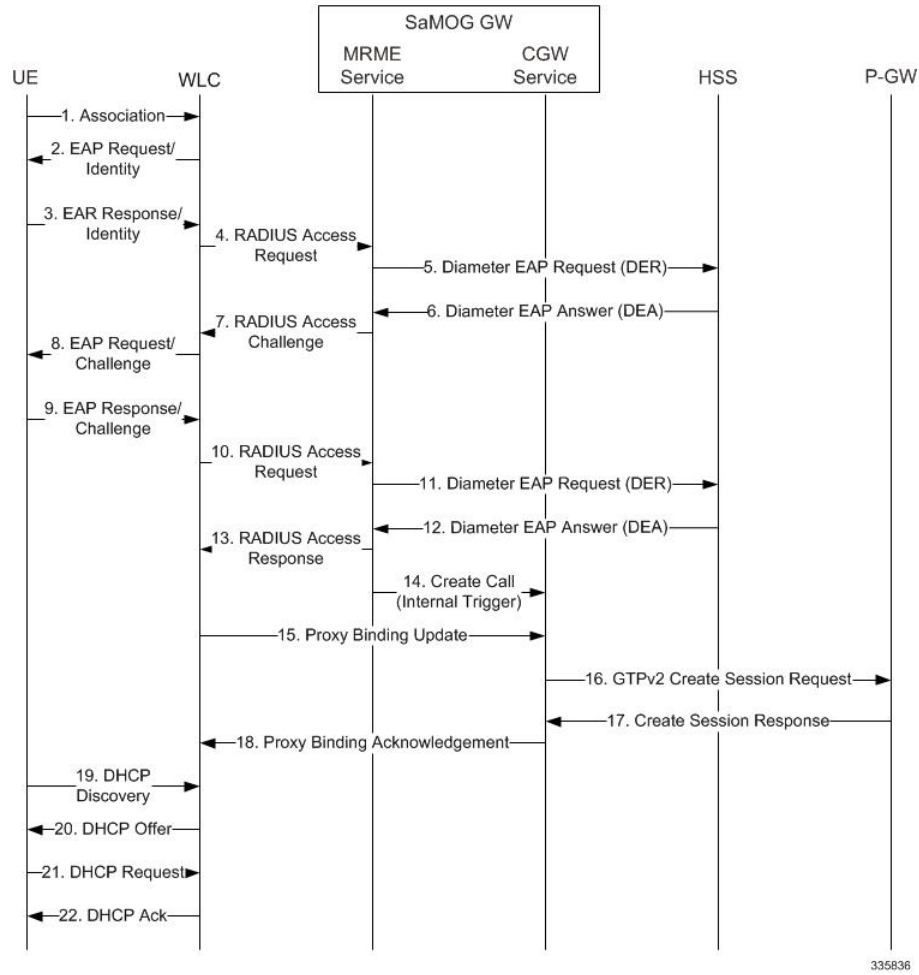 SaMOG GW
MRME
Service
CGW
Service
UE
WLC
HSS
P-GW
1. Association
2. EAP Request/
Identity
3. EAR Response/
Identity
4. RADIUS Access
Request
5. Diameter EAP Request (DER)
6. Diameter EAP Answer (DEA)
7. RADIUS Access
Challenge
8. EAP Request/
Challenge
9. EAP Response/
Challenge
10. RADIUS Access
Request
11. Diameter EAP Request (DER)
12. Diameter EAP Answer (DEA)
13. RADIUS Access
Response
14. Create Call
(Internal Trigger)
15. Proxy Binding Update
16. GTPv2 Create Session Request
17. Create Session Response
18. Proxy Binding Acknowledgement
19. DHCP
Discovery
20. DHCP Offer
21. DHCP Request
22. DHCP Ack
335836